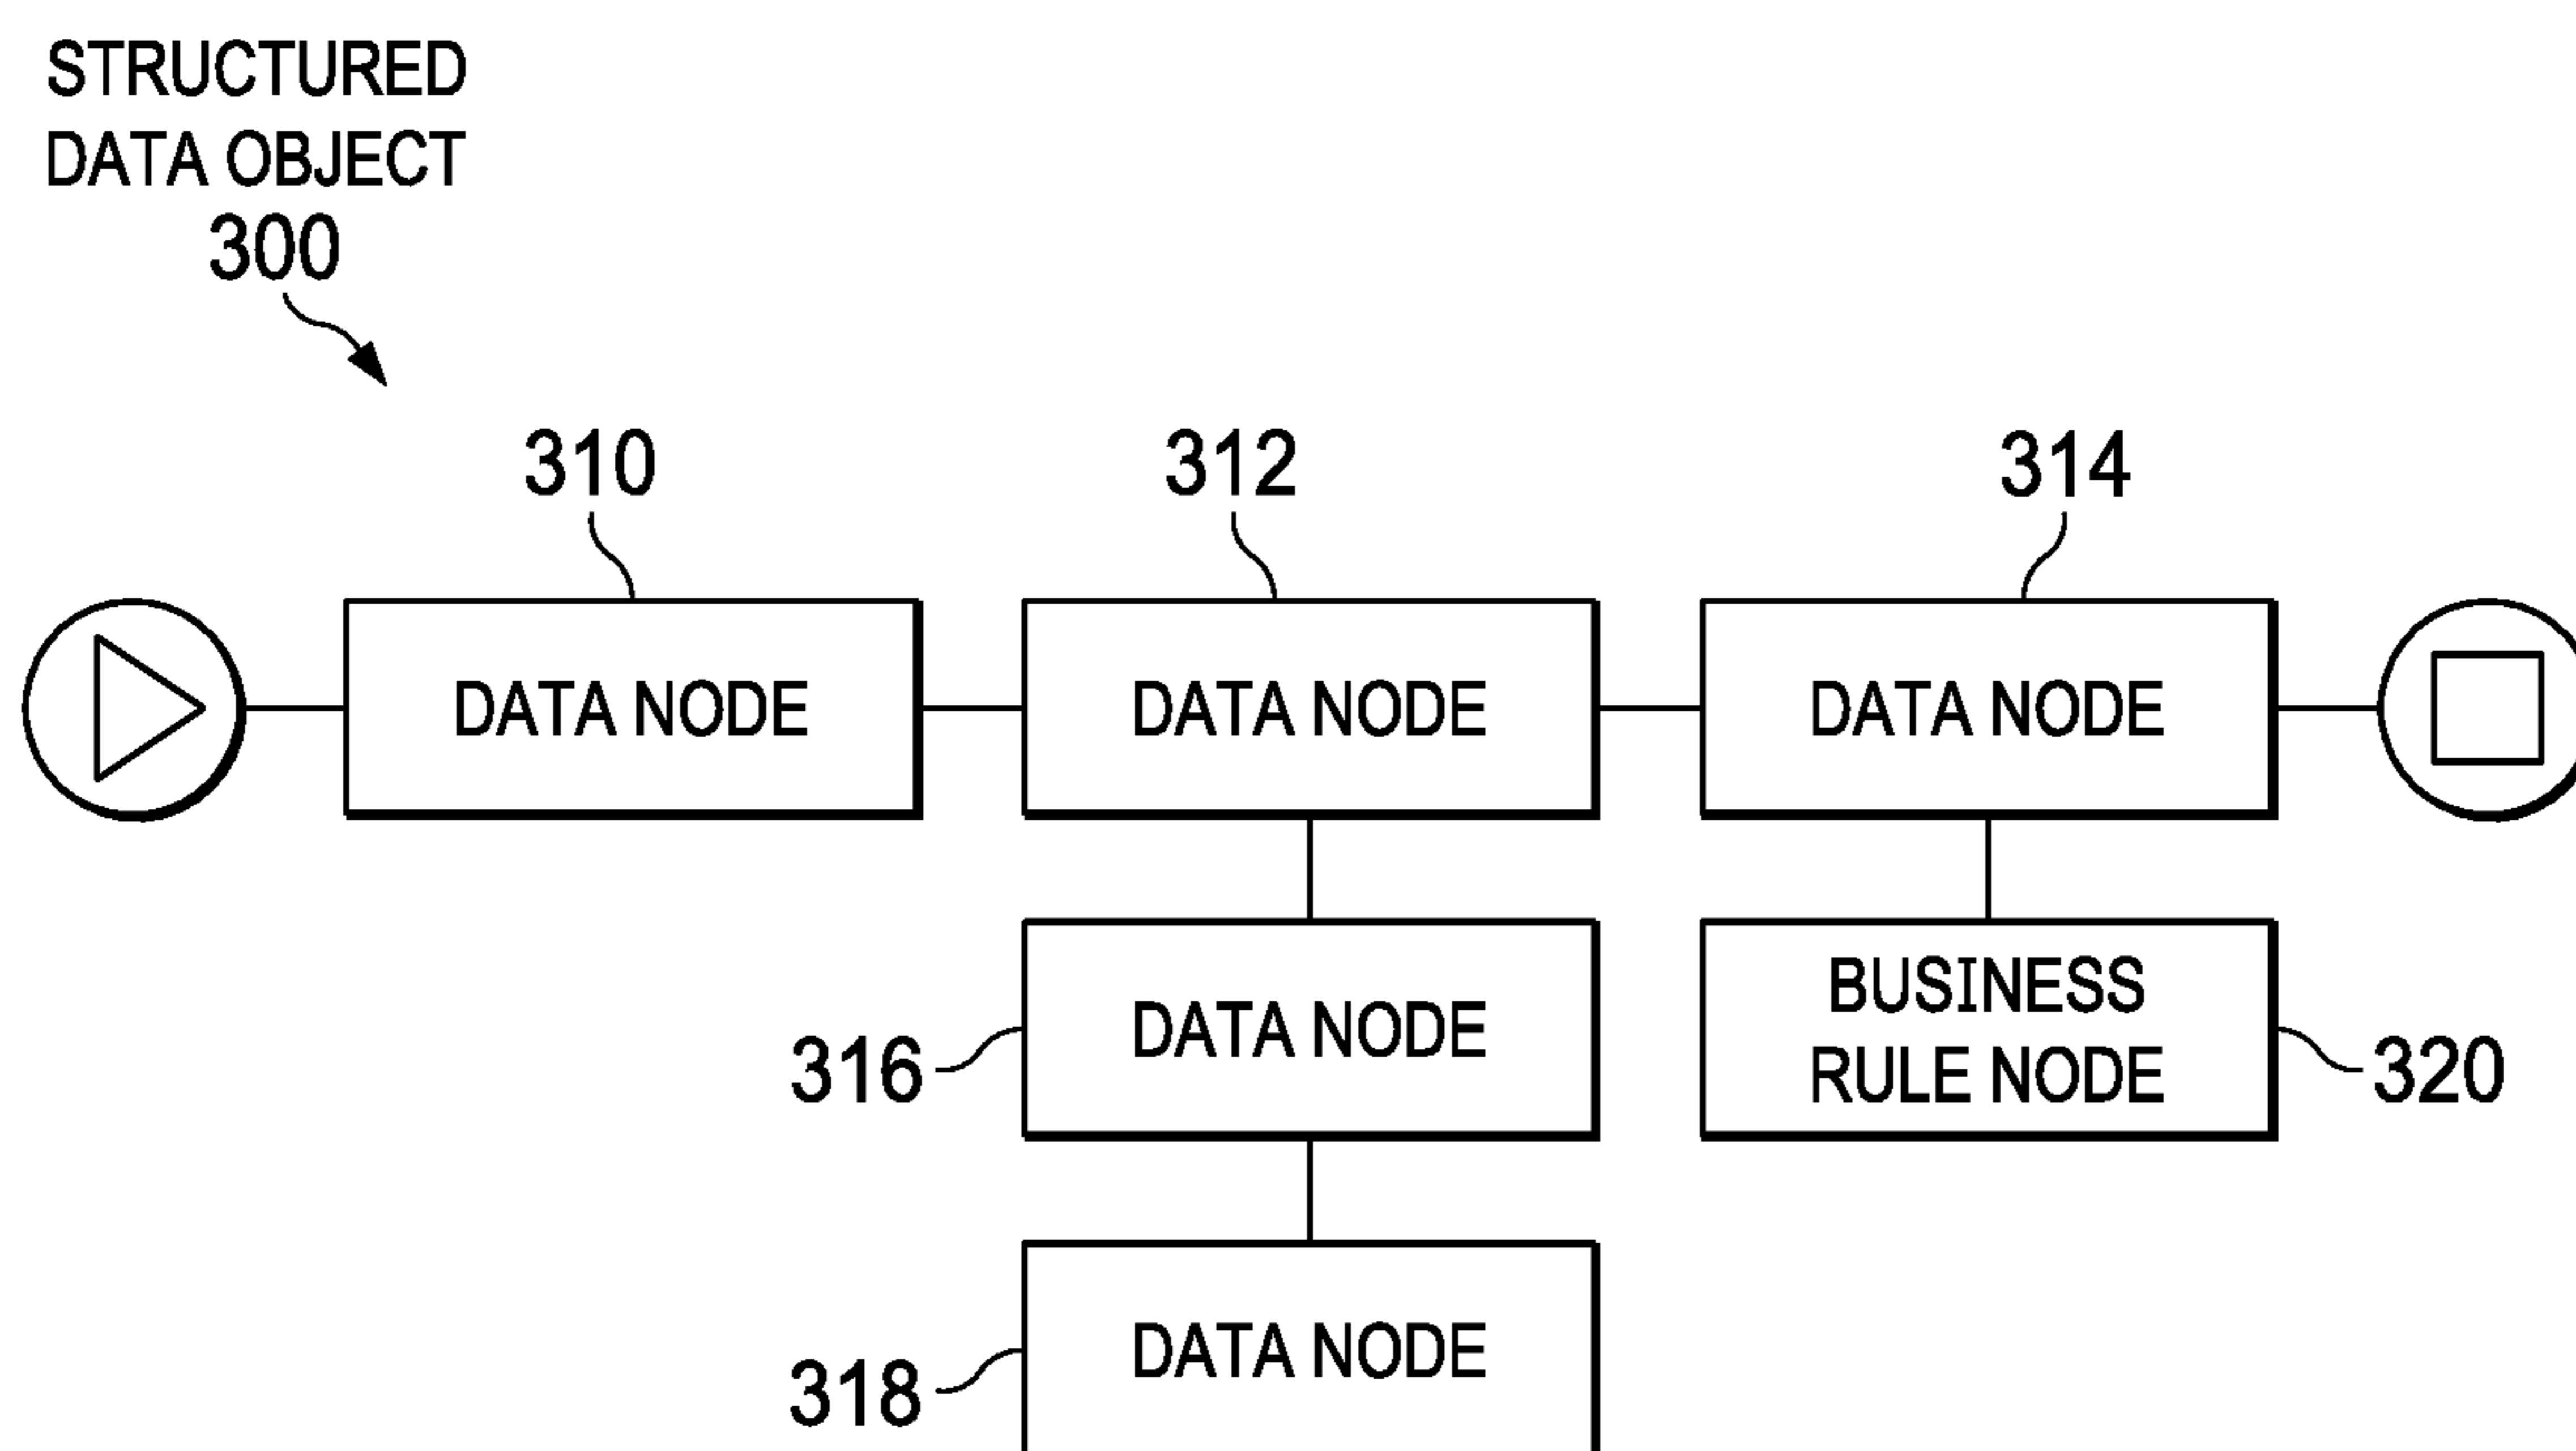 STRUCTURED
DATA OBJECT
300
310
312
314
DATA NODE
DATA NODE
DATA NODE
316
DATA NODE
BUSINESS
RULE NODE
320
318
DATA NODE